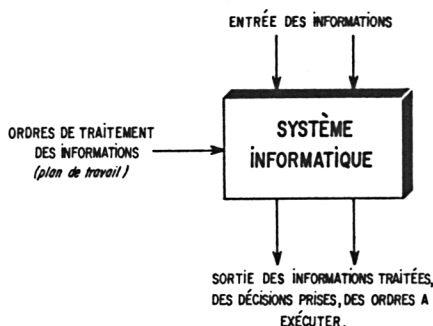 ENTRÉE DES INFORMATIONS
ORDRES DE TRAITEMENT
DES INFORMATIONS
(plan de travail)
SYSTÈME
INFORMATIQUE
SORTIE DES INFORMATIONS TRAITÉES,
DES DÉCISIONS PRISES, DES ORDRES A
EXÉCUTER.